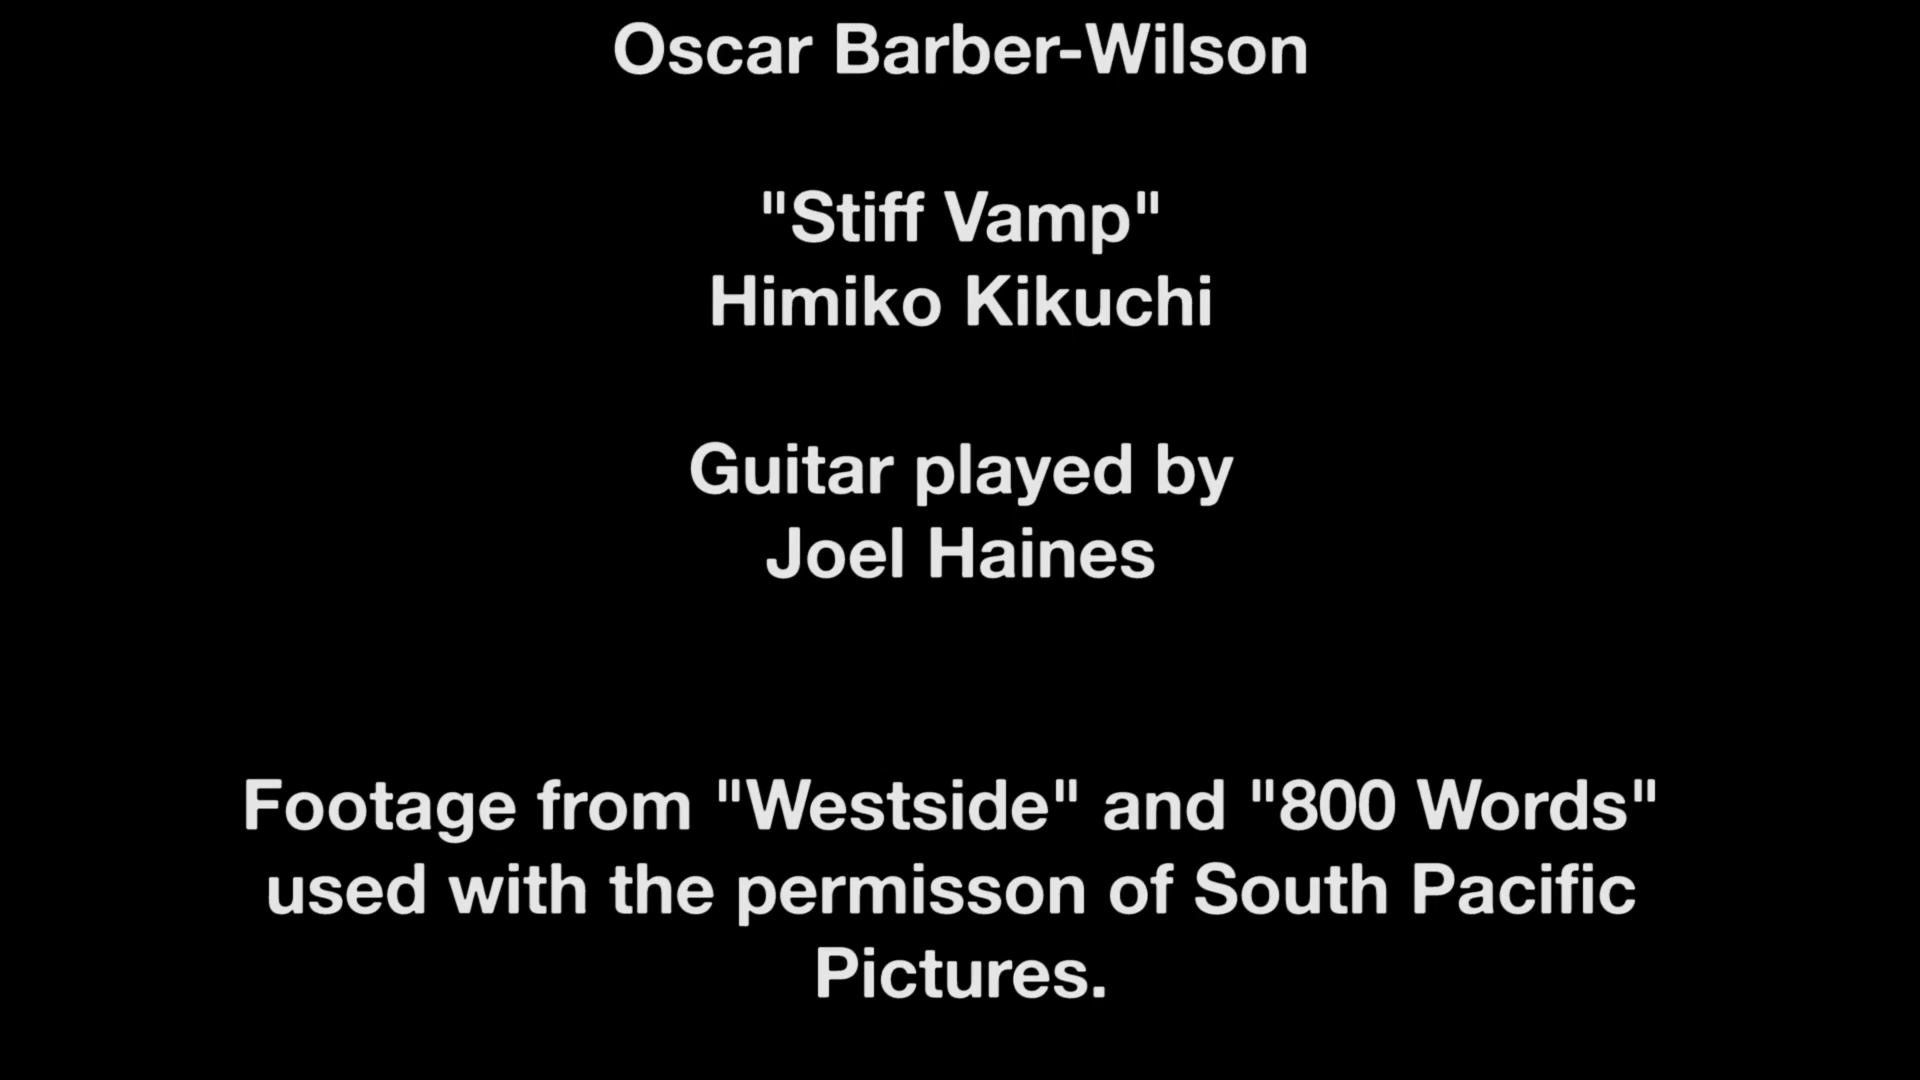 Oscar Barber-Wilson
"Stiff Vamp"
Himiko Kikuchi
Guitar played by
Joel Haines
Footage from "Westside" and "800 Words"
used with the permisson of South Pacific
Pictures.